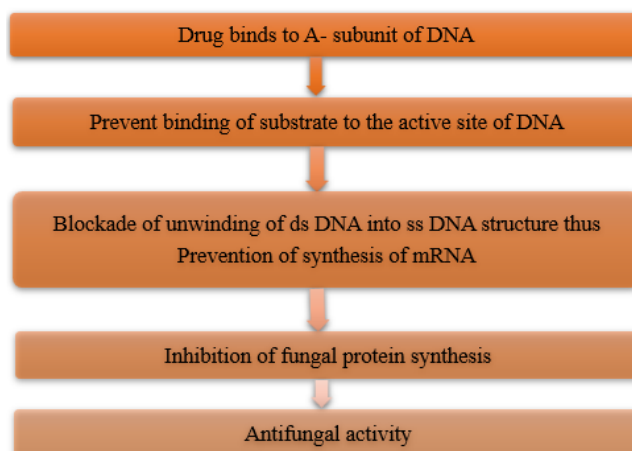 Drug binds to A- subunit of DNA
Prevent binding of substrate to the active site of DNA
Blockade of unwinding of ds DNA into ss DNA structure thus
Prevention of synthesis of mRNA
Inhibition of fungal protein synthesis
Antifungal activity